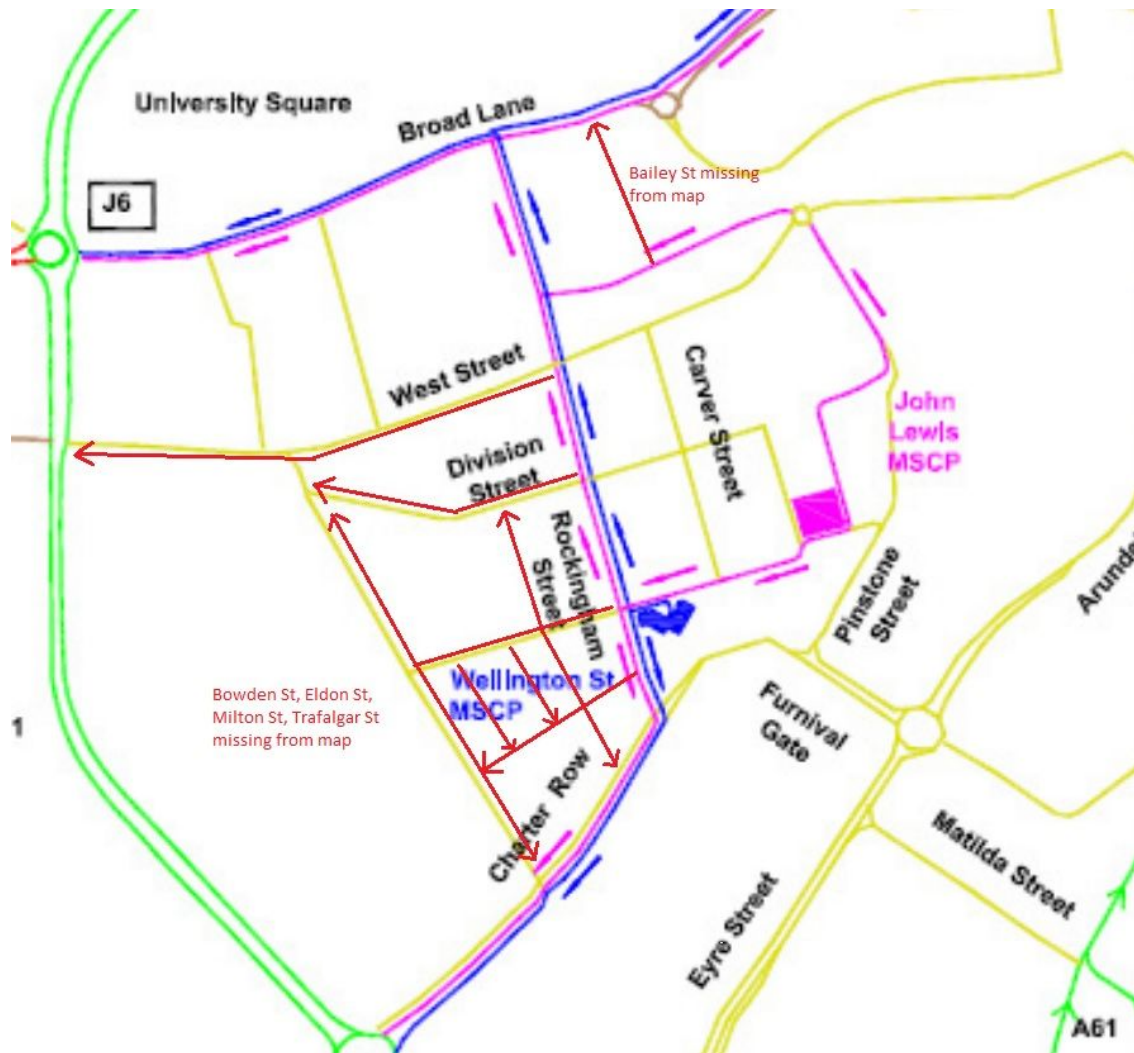 University Square
Broad Lane
J6
Bailey St missing
from map
West Street
Carver Street
John
Lewis
MSCP
Division
Street
Rockingham
Street
Pinstone
Street
Wellington St
MSCP
Bowden St, Eldon St,
Milton St, Trafalgar St
missing from map
1
Furnival
Gate
Charter Row
Matilda Street
Eyre Street
A61